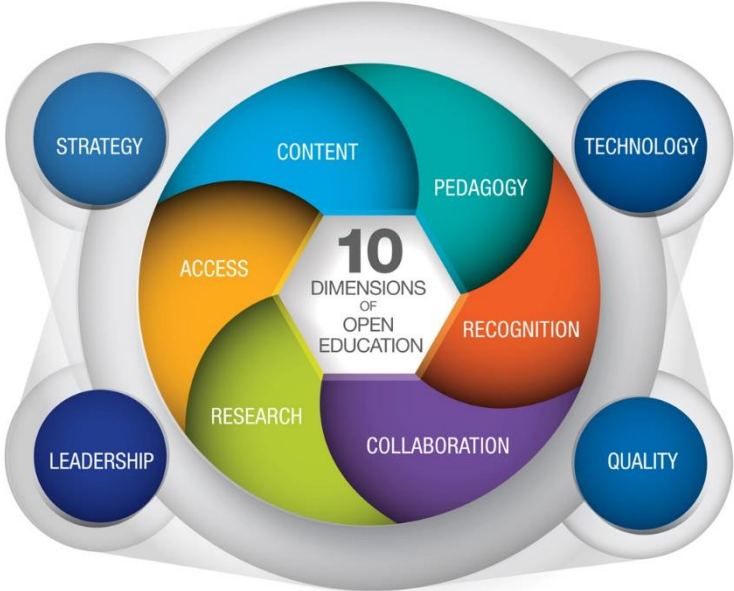 STRATEGY
TECHNOLOGY
CONTENT
PEDAGOGY
ACCESS
10
DIMENSIONS
OF
OPEN
EDUCATION
RECOGNITION
RESEARCH
COLLABORATION
LEADERSHIP
QUALITY